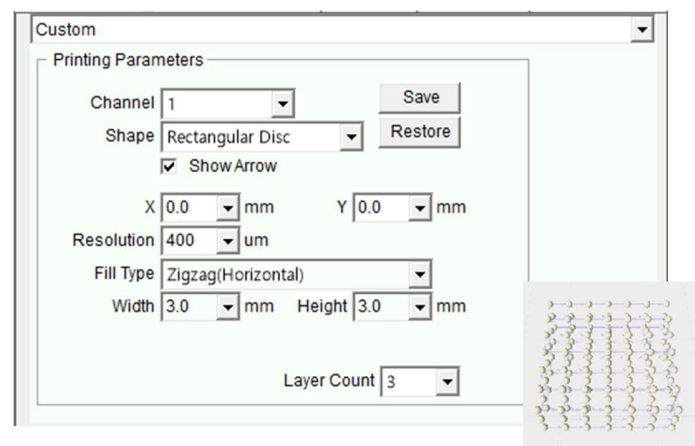 Custom
Printing Parameters
Channel 1 Save
Shape Rectangular Disc Restore
Show Arrow
X 0.0 mm Y 0.0 mm
Resolution 400 um
Fill Type Zigzag(Horizontal)
Width 3.0 mm Height 3.0 mm
Layer Count 3